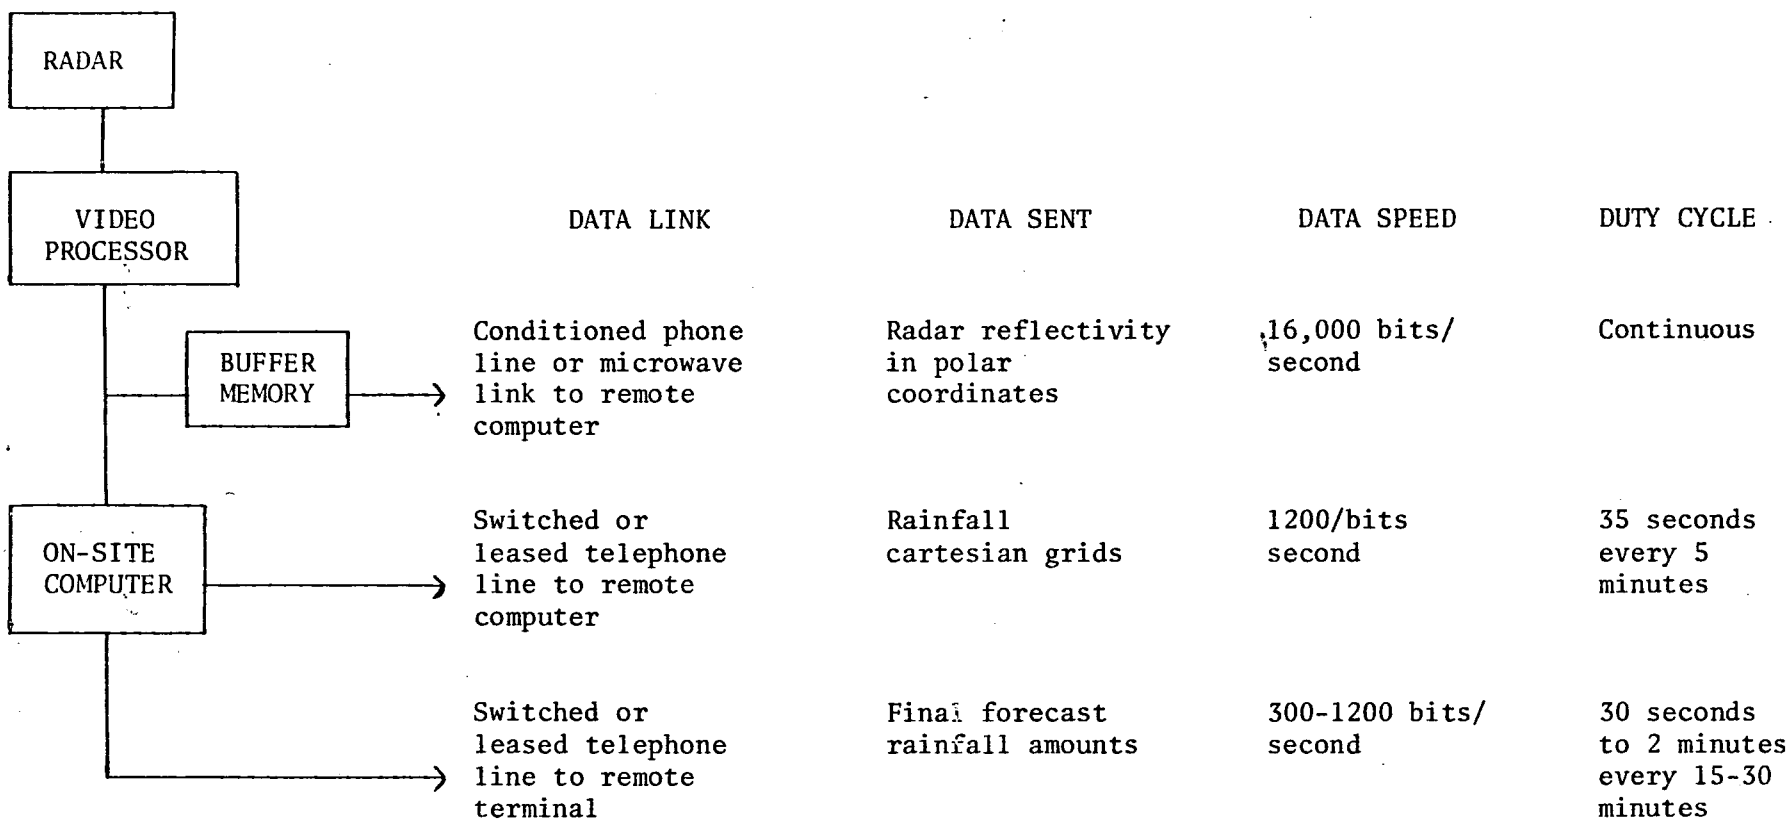 RADAR
VIDEO
PROCESSOR
DATA LINK
DATA SENT
DATA SPEED
DUTY CYCLE
BUFFER
MEMORY
Conditioned phone
line or microwave
link to remote
computer
Radar reflectivity
in polar
coordinates
16,000 bits/
second
Continuous
ON-SITE
COMPUTER
Switched or
leased telephone
line to remote
computer
Rainfall
cartesian grids
1200/bits
second
35 seconds
every 5
minutes
Switched or
leased telephone
line to remote
terminal
Final forecast
rainfall amounts
300-1200 bits/
second
30 seconds
to 2 minutes
every 15-30
minutes